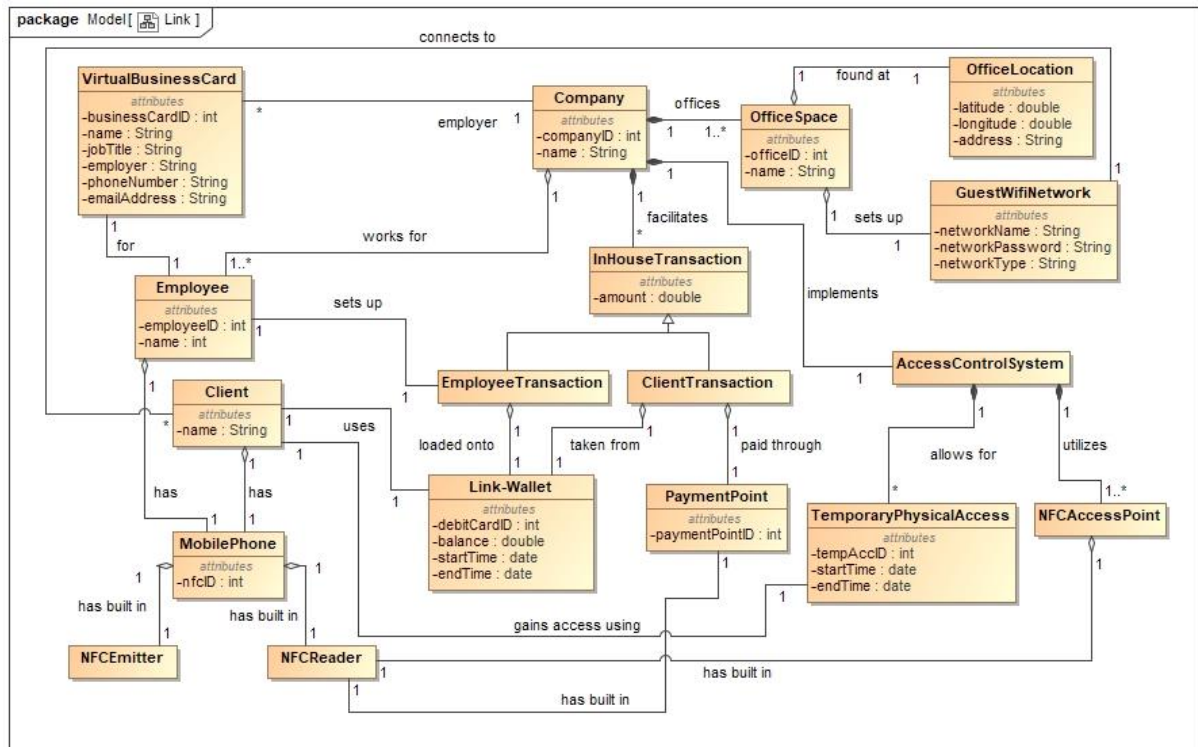 package Model[ Link ]
connects to
VirtualBusinessCard
attributes
-businessCardID : int
-name : String
-jobTitle : String
-employer : String
-phoneNumber : String
-emailAddress : String
*
employer
1
Company
attributes
-companyID : int
-name : String
offices
1
1..*
OfficeSpace
attributes
-officeID : int
-name : String
1
found at
1
OfficeLocation
attributes
-latitude : double
-longitude : double
-address : String
1
GuestWifiNetwork
attributes
-networkName : String
-networkPassword : String
-networkType : String
1
sets up
1
1
for
1
works for
1..*
1
1
facilitates
*
1
implements
1
InHouseTransaction
attributes
-amount : double
Employee
attributes
-employeeID : int
-name : int
1
sets up
1
EmployeeTransaction
ClientTransaction
AccessControlSystem
1
has
1
Client
attributes
-name : String
*
1
uses
1
1
1
has
1
1
loaded onto
1
1
taken from
1
1
paid through
1
1
allows for
*
1
utilizes
1..*
Link-Wallet
attributes
-debitCardID : int
-balance : double
-startTime : date
-endTime : date
PaymentPoint
attributes
-paymentPointID : int
TemporaryPhysicalAccess
attributes
-tempAccID : int
-startTime : date
-endTime : date
NFCAccessPoint
MobilePhone
attributes
-nfcID : int
1
has built in
1
1
has built in
1
NFCEmitter
NFCReader
gains access using
1
1
has built in
1
1
has built in
1
1